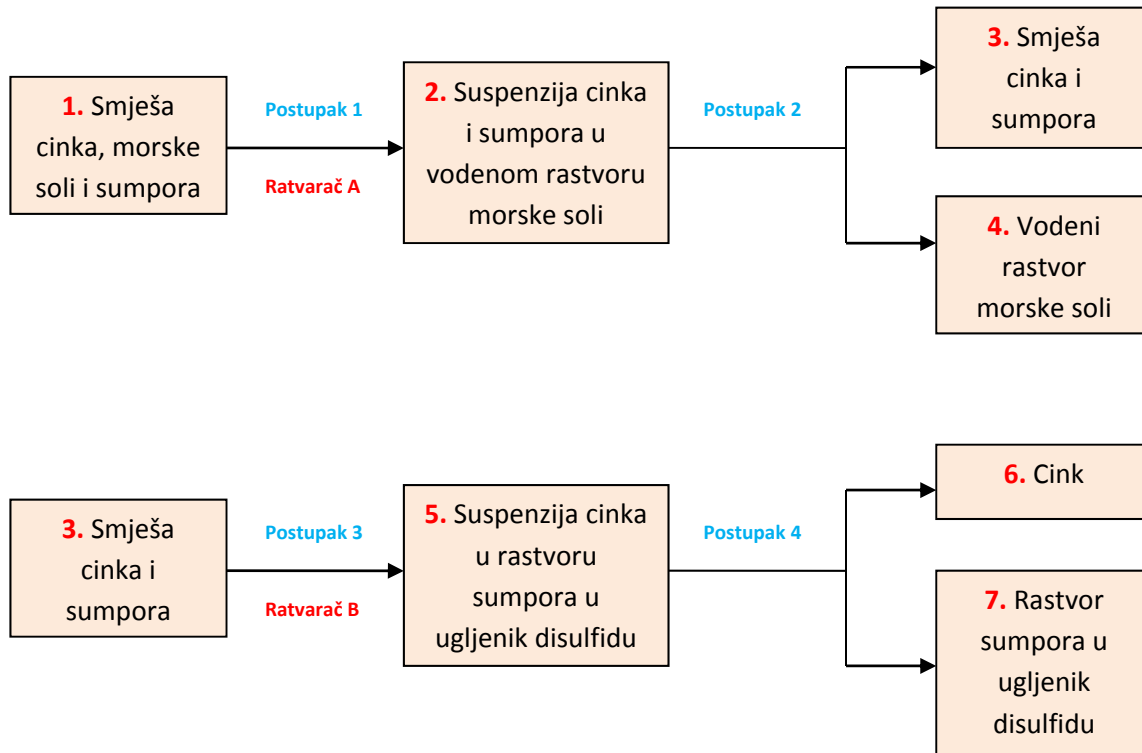 1. Smješa
cinka, morske
soli i sumpora
Postupak 1
Ratvarač A
2. Suspenzija cinka
i sumpora u
vodenom rastvoru
morske soli
Postupak 2
3. Smješa
cinka i
sumpora
4. Vodeni
rastvor
morske soli
3. Smješa
cinka i
sumpora
Postupak 3
Ratvarač B
5. Suspenzija cinka
u rastvoru
sumpora u
ugljenik disulfidu
Postupak 4
6. Cink
7. Rastvor
sumpora u
ugljenik
disulfidu